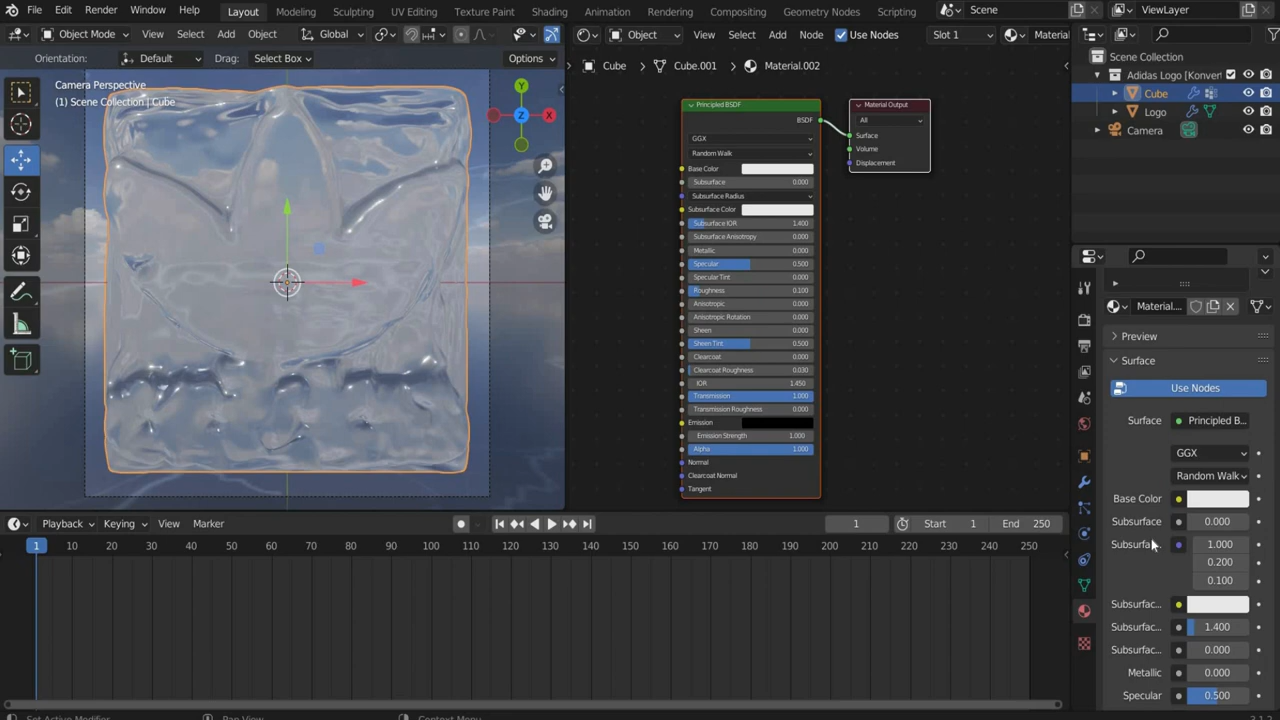 File Edit Render Window Help Layout Modeling Sculpting UV Editing Texture Paint Shading Animation Rendering Compositing Geometry Nodes Scripting Scene ViewLayer
Object Mode View Select Add Object Global
Object View Select Add Node Use Nodes Slot 1 Material
Orientation: Default Drag: Select Box Options
Camera Perspective
(1) Scene Collection | Cube
Y
Z X
Cube > Cube.001 > Material.002
Principled BSDF
BSDF
GGX
Random Walk
Base Color
Subsurface 0.000
Subsurface Radius
Subsurface Color
Subsurface IOR 1.400
Subsurface Anisotropy 0.000
Metallic 0.000
Specular 0.500
Specular Tint 0.000
Roughness 0.100
Anisotropic 0.000
Anisotropic Rotation 0.000
Sheen 0.000
Sheen Tint 0.500
Clearcoat 0.000
Clearcoat Roughness 0.030
IOR 1.450
Transmission 1.000
Transmission Roughness 0.000
Emission
Emission Strength 1.000
Alpha 1.000
Normal
Clearcoat Normal
Tangent
Material Output
All
Surface
Volume
Displacement
Scene Collection
Adidas Logo [Konvert
Cube
Logo
Camera
Material....
Preview
Surface
Use Nodes
Surface Principled B...
GGX
Random Walk
Base Color
Subsurface 0.000
Subsurfa... 1.000
0.200
0.100
Subsurfac...
Subsurfac... 1.400
Subsurfac... 0.000
Metallic 0.000
Specular 0.500
Playback Keying View Marker 1 Start 1 End 250
1 10 20 30 40 50 60 70 80 90 100 110 120 130 140 150 160 170 180 190 200 210 220 230 240 250